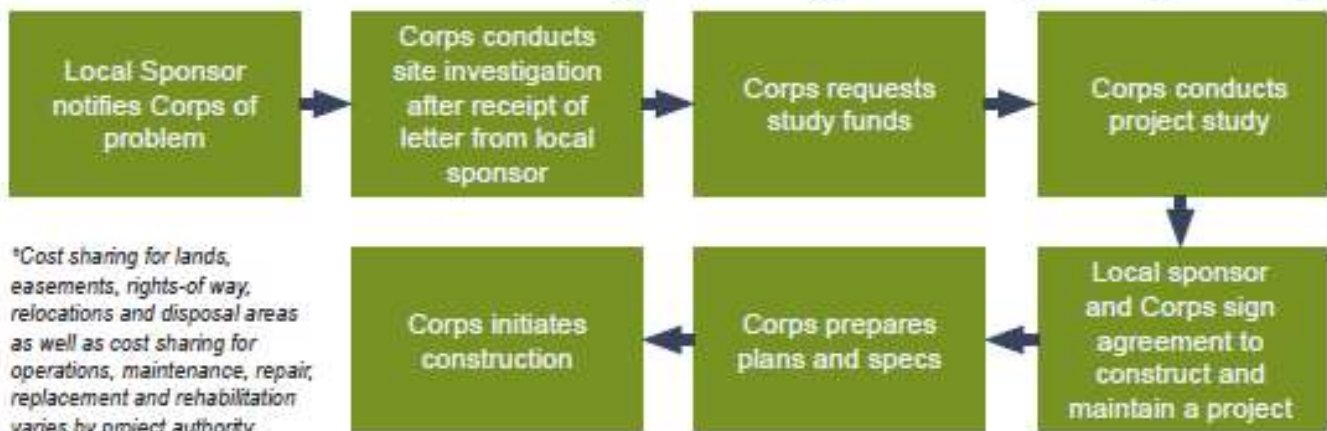 Local Sponsor
notifies Corps of
problem
Corps conducts
site investigation
after receipt of
letter from local
sponsor
Corps requests
study funds
Corps conducts
project study
Local sponsor
and Corps sign
agreement to
construct and
maintain a project
Corps prepares
plans and specs
Corps initiates
construction
*Cost sharing for lands,
easements, rights-of way,
relocations and disposal areas
as well as cost sharing for
operations, maintenance, repair,
replacement and rehabilitation
varies by project authority